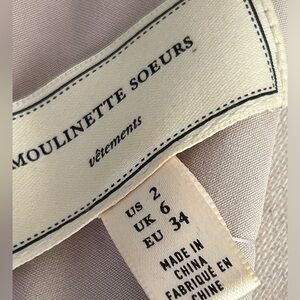 MOULINETTE SOEURS
vêtements
US 2
UK 6
EU 34
MADE IN
CHINA
FABRIQUÉ EN
CHINE